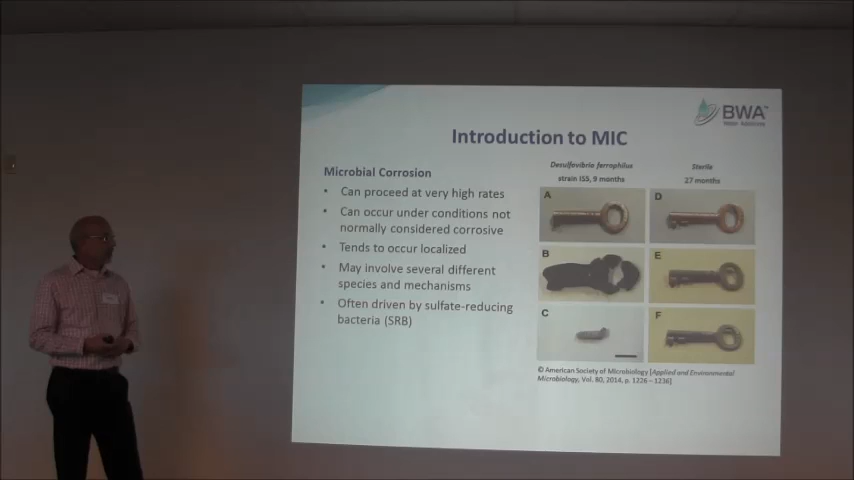 BWA™
Water Additives
Introduction to MIC
Microbial Corrosion
• Can proceed at very high rates
• Can occur under conditions not
normally considered corrosive
• Tends to occur localized
• May involve several different
species and mechanisms
• Often driven by sulfate-reducing
bacteria (SRB)
Desulfovibrio ferrophilus
strain IS5, 9 months
Sterile
27 months
A
D
B
E
C
F
© American Society of Microbiology [Applied and Environmental
Microbiology, Vol. 80, 2014, p. 1226 – 1236]